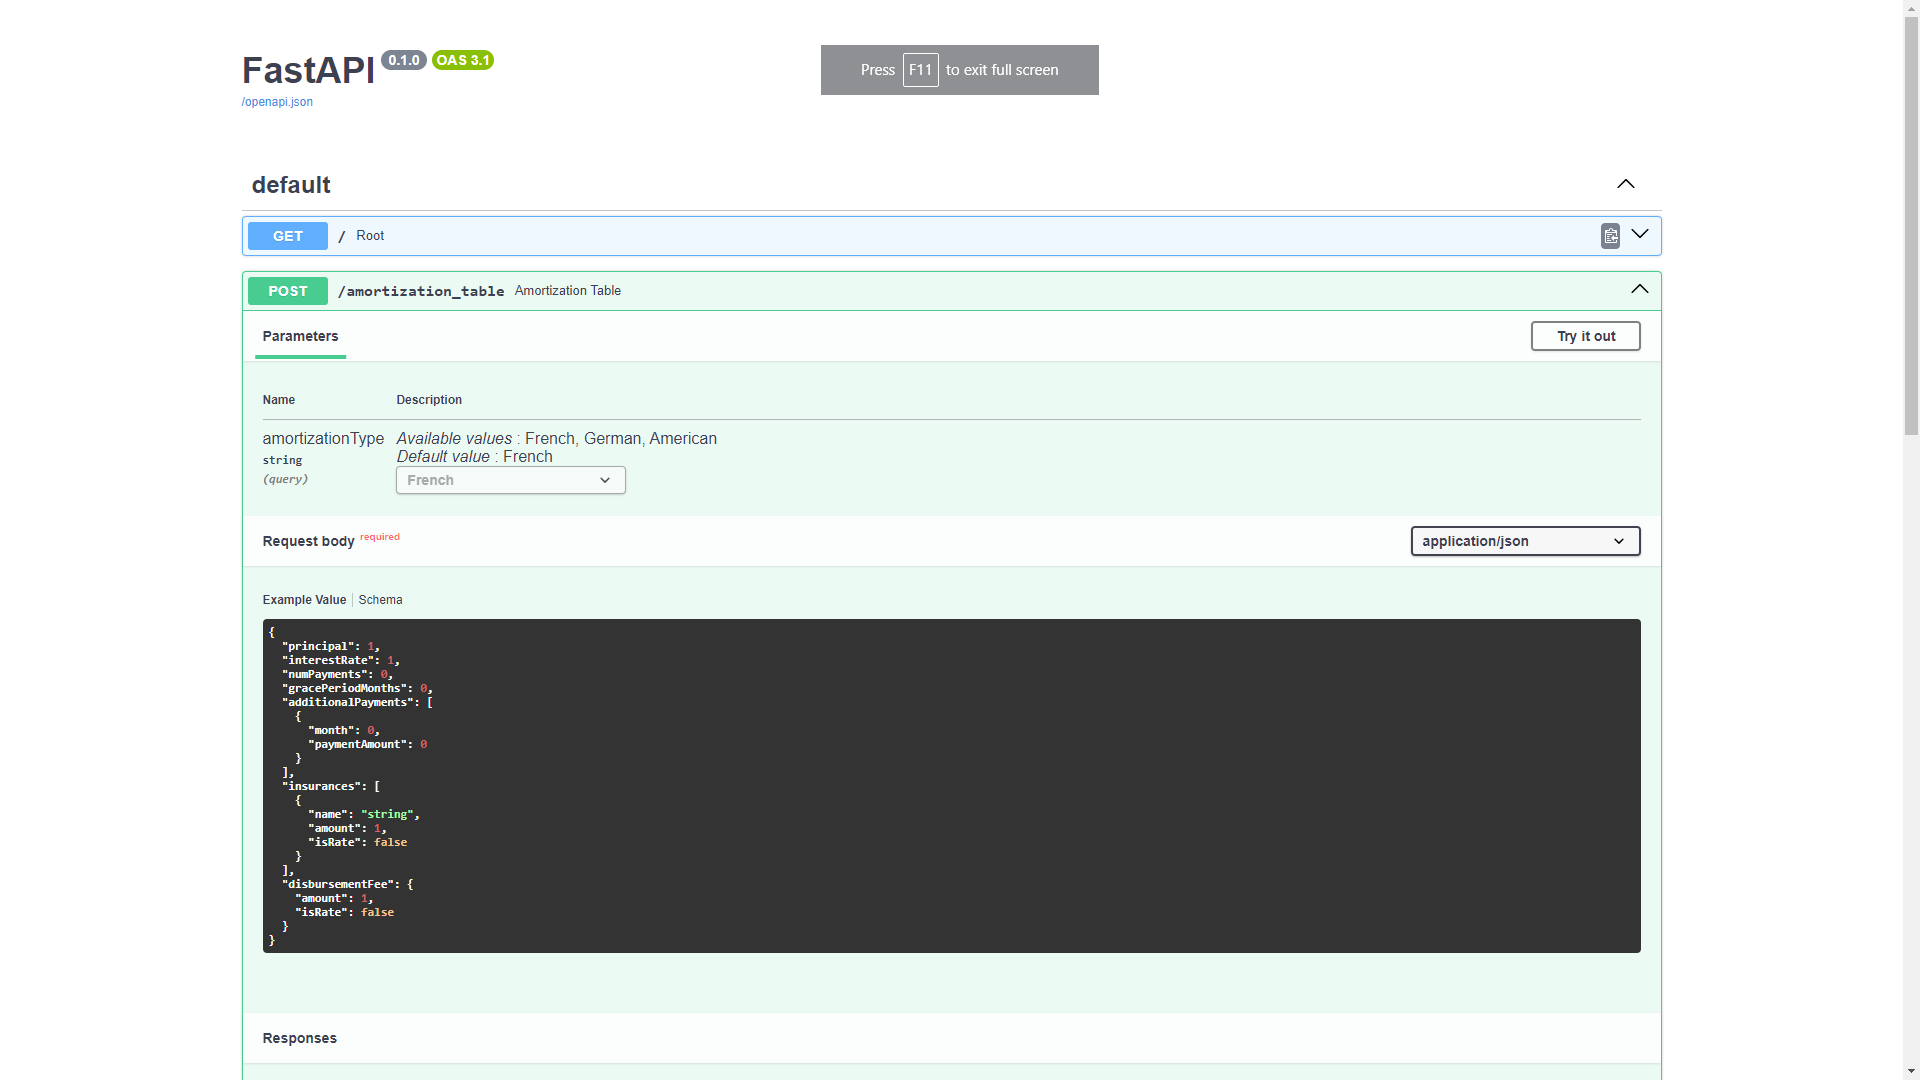 FastAPI 0.1.0 OAS 3.1
/openapi.json
Press F11 to exit full screen
default
GET / Root
POST /amortization_table Amortization Table
Parameters
Try it out
Name Description
amortizationType
string
(query)
Available values : French, German, American
Default value : French
French
Request body required
application/json
Example Value | Schema
{
  "principal": 1,
  "interestRate": 1,
  "numPayments": 0,
  "gracePeriodMonths": 0,
  "additionalPayments": [
    {
      "month": 0,
      "paymentAmount": 0
    }
  ],
  "insurances": [
    {
      "name": "string",
      "amount": 1,
      "isRate": false
    }
  ],
  "disbursementFee": {
    "amount": 1,
    "isRate": false
  }
}
Responses